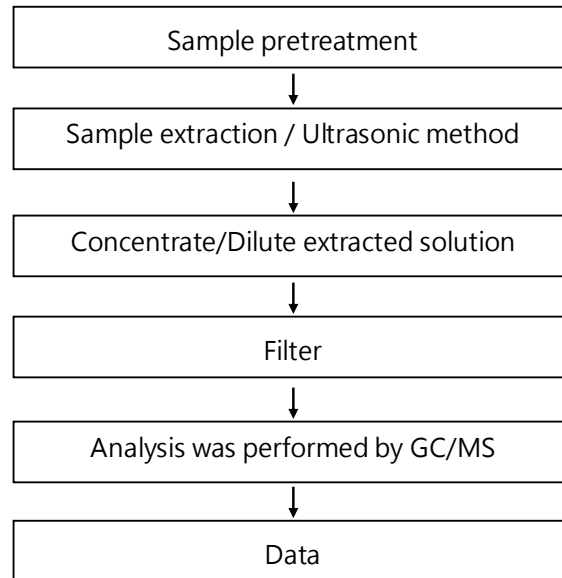 Sample pretreatment
Sample extraction / Ultrasonic method
Concentrate/Dilute extracted solution
Filter
Analysis was performed by GC/MS
Data